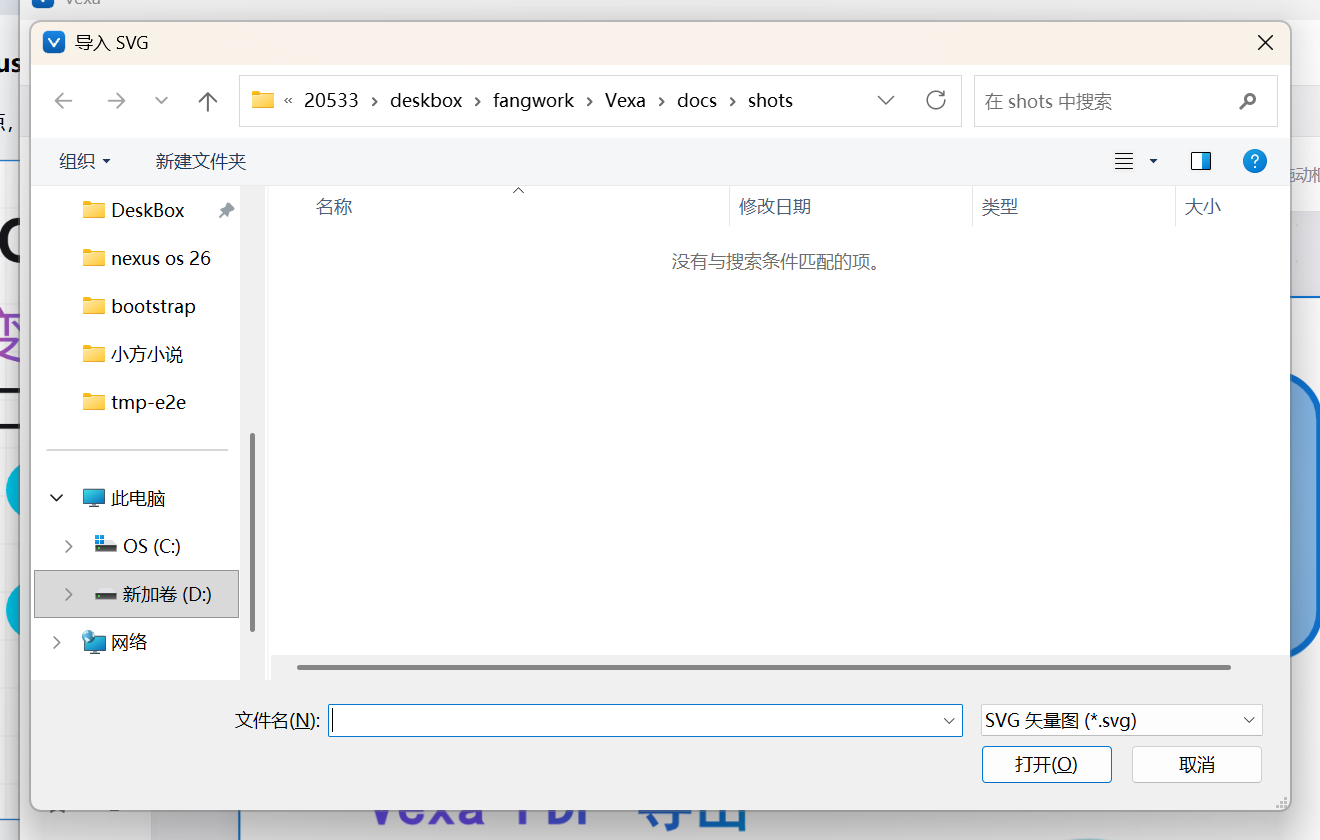 Vexa
导入 SVG
« 20533 › deskbox › fangwork › Vexa › docs › shots
在 shots 中搜索
组织
新建文件夹
?
DeskBox
nexus os 26
bootstrap
小方小说
tmp-e2e
此电脑
OS (C:)
新加卷 (D:)
网络
名称
修改日期
类型
大小
没有与搜索条件匹配的项。
文件名(N):
SVG 矢量图 (*.svg)
打开(O)
取消
Vexa PDF 导出